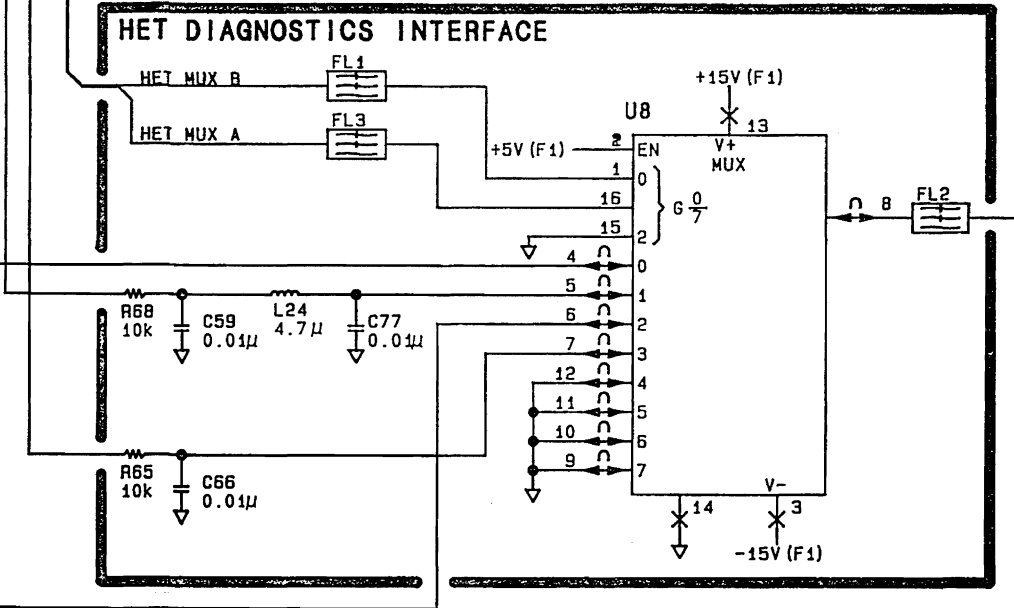 HET DIAGNOSTICS INTERFACE
HET MUX B
FL1
HET MUX A
FL3
+15V (F1)
U8
13
V+
MUX
+5V (F1)
2
EN
1
0
16
15
2
G 0/7
8
FL2
4
0
5
1
6
2
7
3
12
4
11
5
10
6
9
7
R68
10k
C59
0.01µ
L24
4.7µ
C77
0.01µ
R65
10k
C66
0.01µ
V-
14
3
-15V (F1)